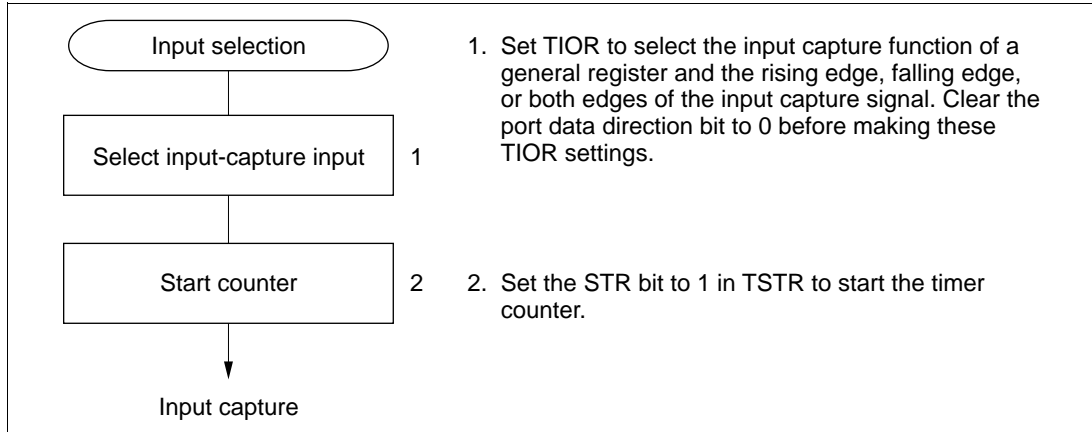 Input selection
Select input-capture input 1
Start counter 2
Input capture
1. Set TIOR to select the input capture function of a
general register and the rising edge, falling edge,
or both edges of the input capture signal. Clear the
port data direction bit to 0 before making these
TIOR settings.
2. Set the STR bit to 1 in TSTR to start the timer
counter.